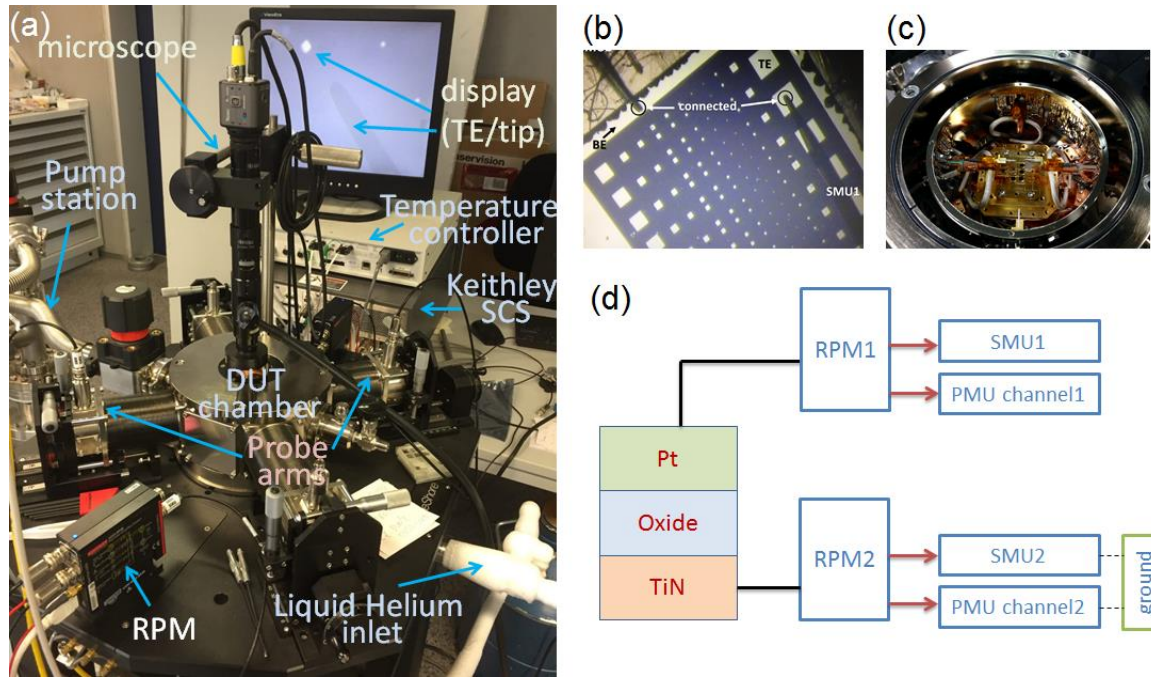 (a)
microscope
display
(TE/tip)
Pump
station
Temperature
controller
Keithley
SCS
DUT
chamber
Probe
arms
RPM
Liquid Helium
inlet
(b)
TE
connected
BE
SMU1
(c)
(d)
RPM1
SMU1
PMU channel1
Pt
Oxide
TiN
RPM2
SMU2
PMU channel2
ground